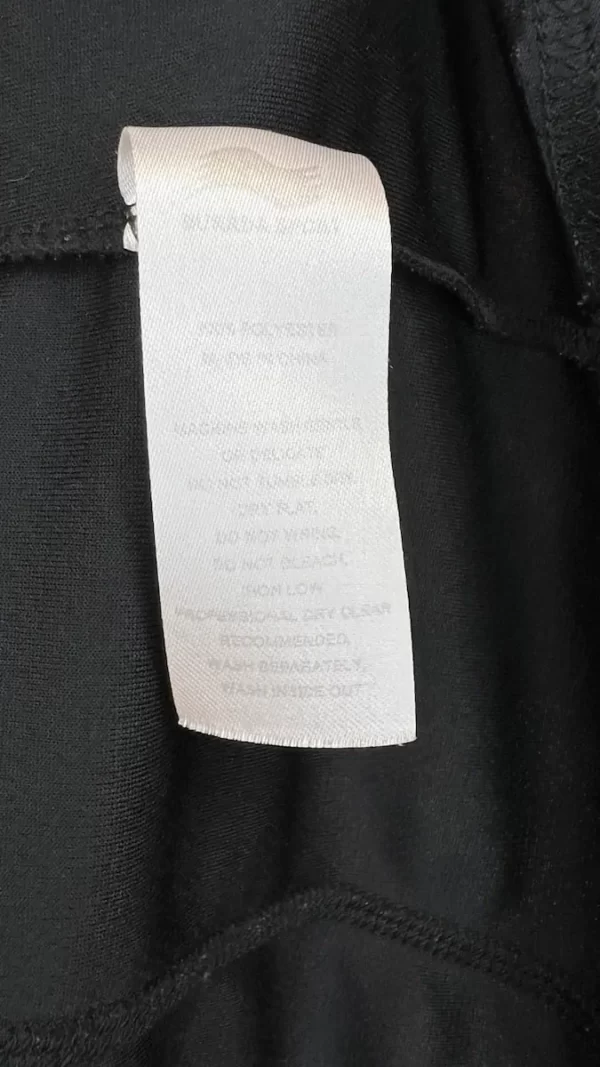 BURRDA SPORT
100% POLYESTER
MADE IN CHINA
MACHINE WASH GENTLE
OR DELICATE
DO NOT TUMBLE DRY.
DRY FLAT.
DO NOT WRING.
DO NOT BLEACH.
IRON LOW
PROFESSIONAL DRY CLEAN
RECOMMENDED.
WASH SEPARATELY.
WASH INSIDE OUT